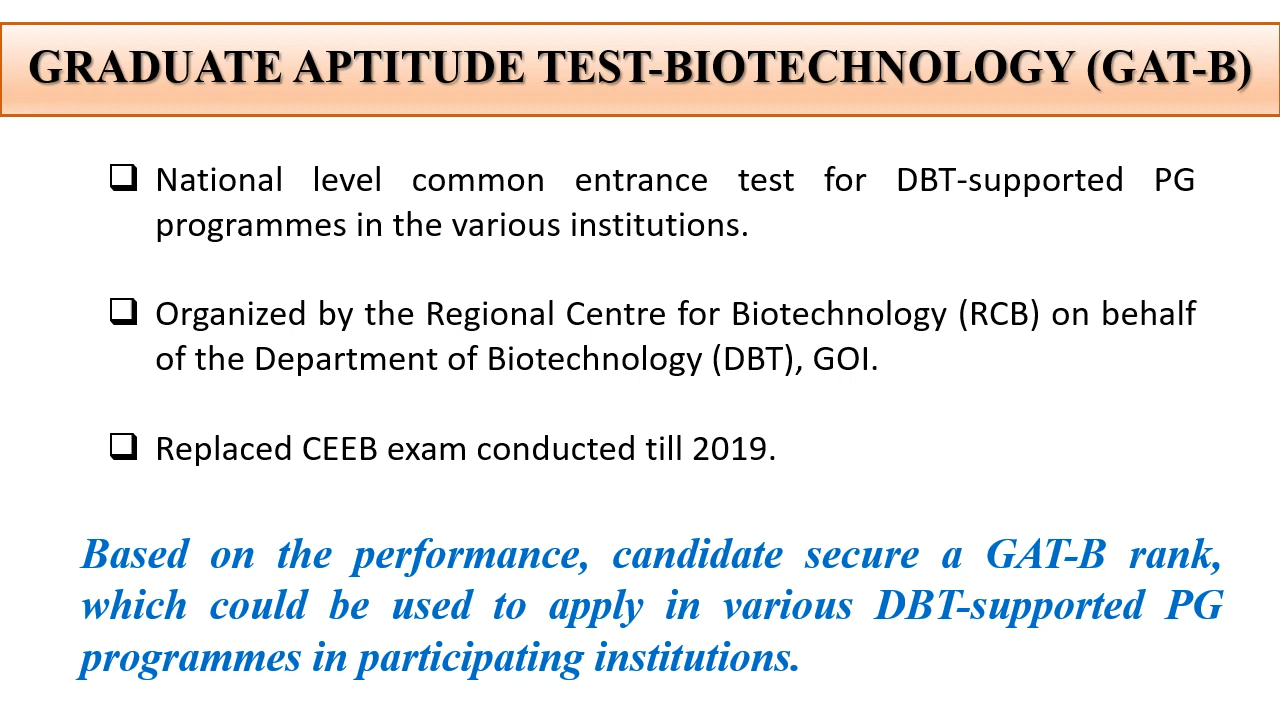 GRADUATE APTITUDE TEST-BIOTECHNOLOGY (GAT-B)
National level common entrance test for DBT-supported PG
programmes in the various institutions.
Organized by the Regional Centre for Biotechnology (RCB) on behalf
of the Department of Biotechnology (DBT), GOI.
Replaced CEEB exam conducted till 2019.
Based on the performance, candidate secure a GAT-B rank,
which could be used to apply in various DBT-supported PG
programmes in participating institutions.